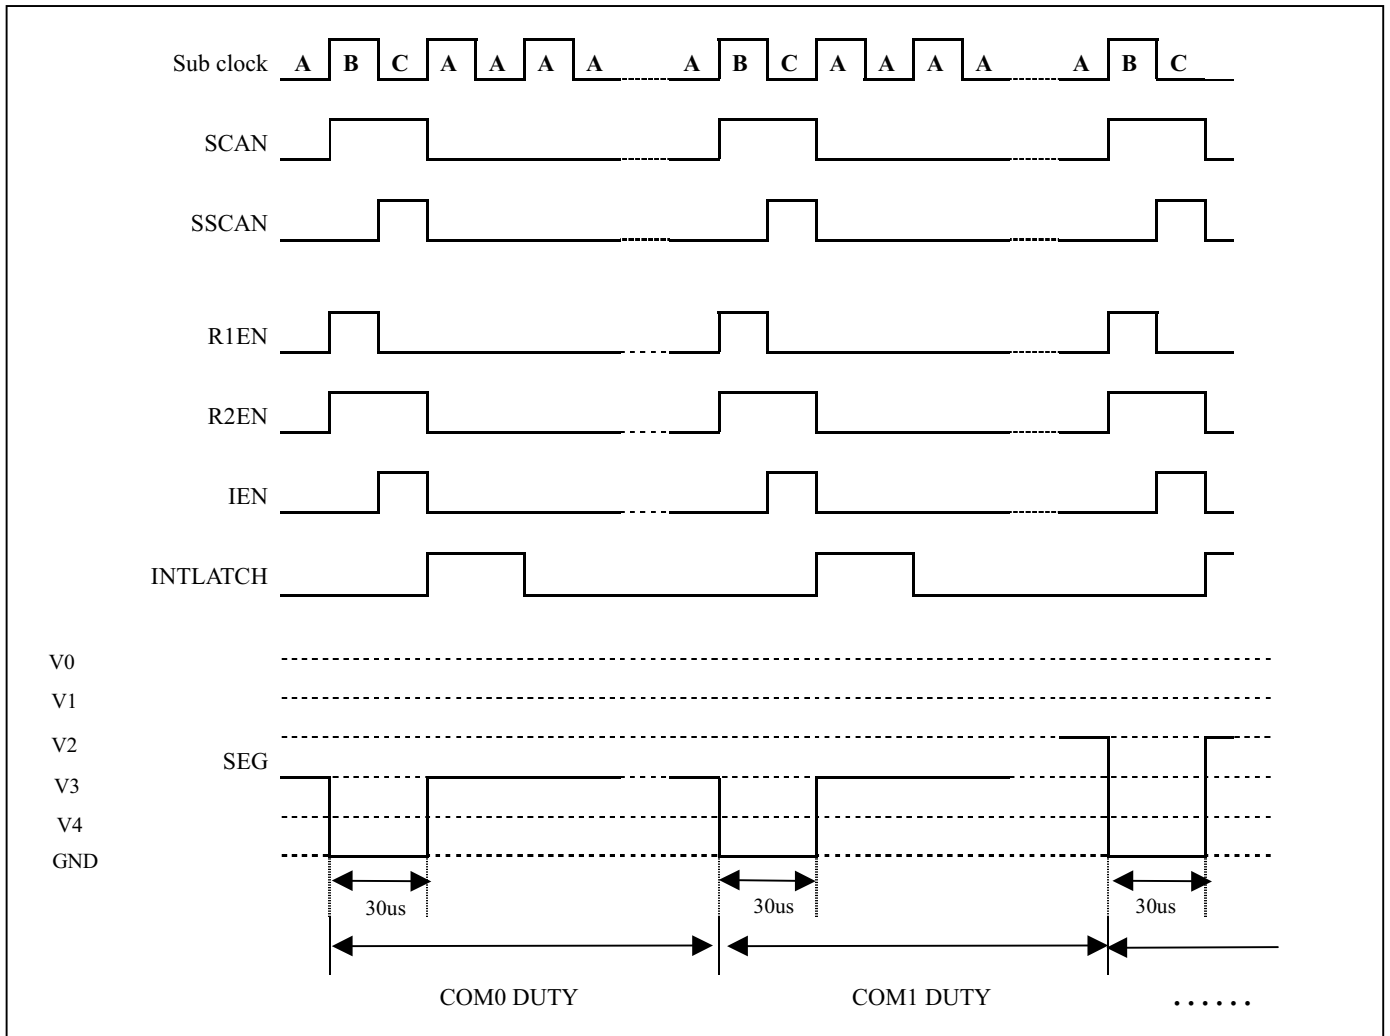 Sub clock A B C A A A A A B C A A A A A B C
SCAN
SSCAN
R1EN
R2EN
IEN
INTLATCH
V0
V1
V2
SEG
V3
V4
GND
30us 30us 30us
COM0 DUTY COM1 DUTY ......